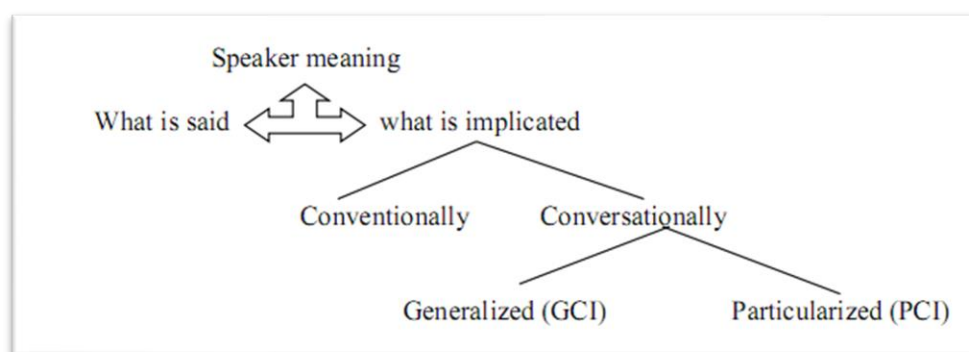 Speaker meaning
What is said what is implicated
Conventionally Conversationally
Generalized (GCI) Particularized (PCI)